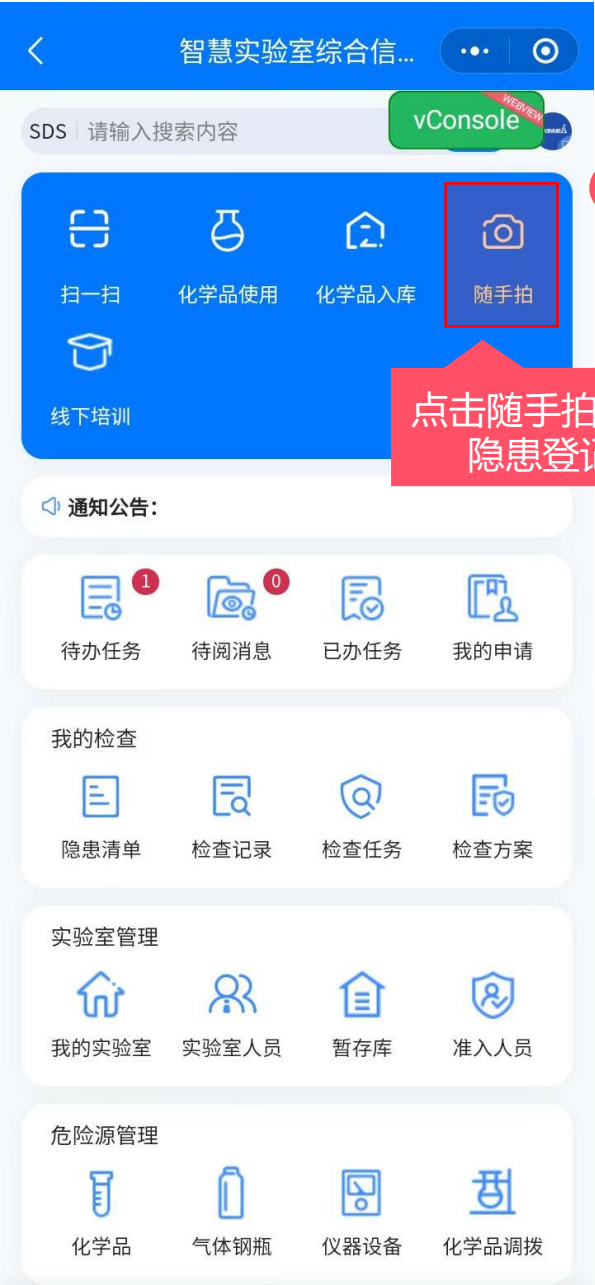 智慧实验室综合信...
SDS 请输入搜索内容
vConsole
WEBVIEW
扫一扫 化学品使用 化学品入库 随手拍
线下培训
点击随手拍
隐患登记
通知公告：
1 0
待办任务 待阅消息 已办任务 我的申请
我的检查
隐患清单 检查记录 检查任务 检查方案
实验室管理
我的实验室 实验室人员 暂存库 准入人员
危险源管理
化学品 气体钢瓶 仪器设备 化学品调拨